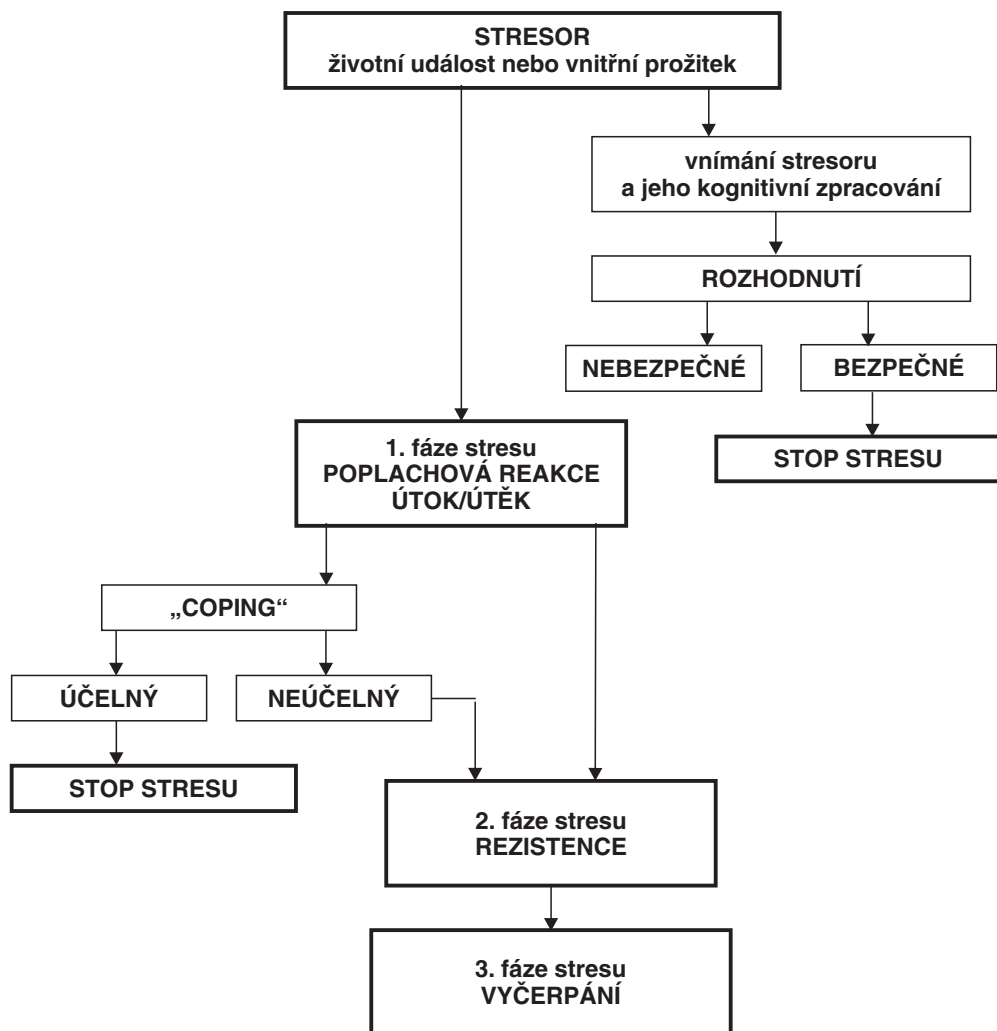 STRESOR
životní událost nebo vnitřní prožitek
vnímání stresoru
a jeho kognitivní zpracování
ROZHODNUTÍ
NEBEZPEČNÉ
BEZPEČNÉ
STOP STRESU
1. fáze stresu
POPLACHOVÁ REAKCE
ÚTOK/ÚTĚK
„COPING“
ÚČELNÝ
NEÚČELNÝ
STOP STRESU
2. fáze stresu
REZISTENCE
3. fáze stresu
VYČERPÁNÍ